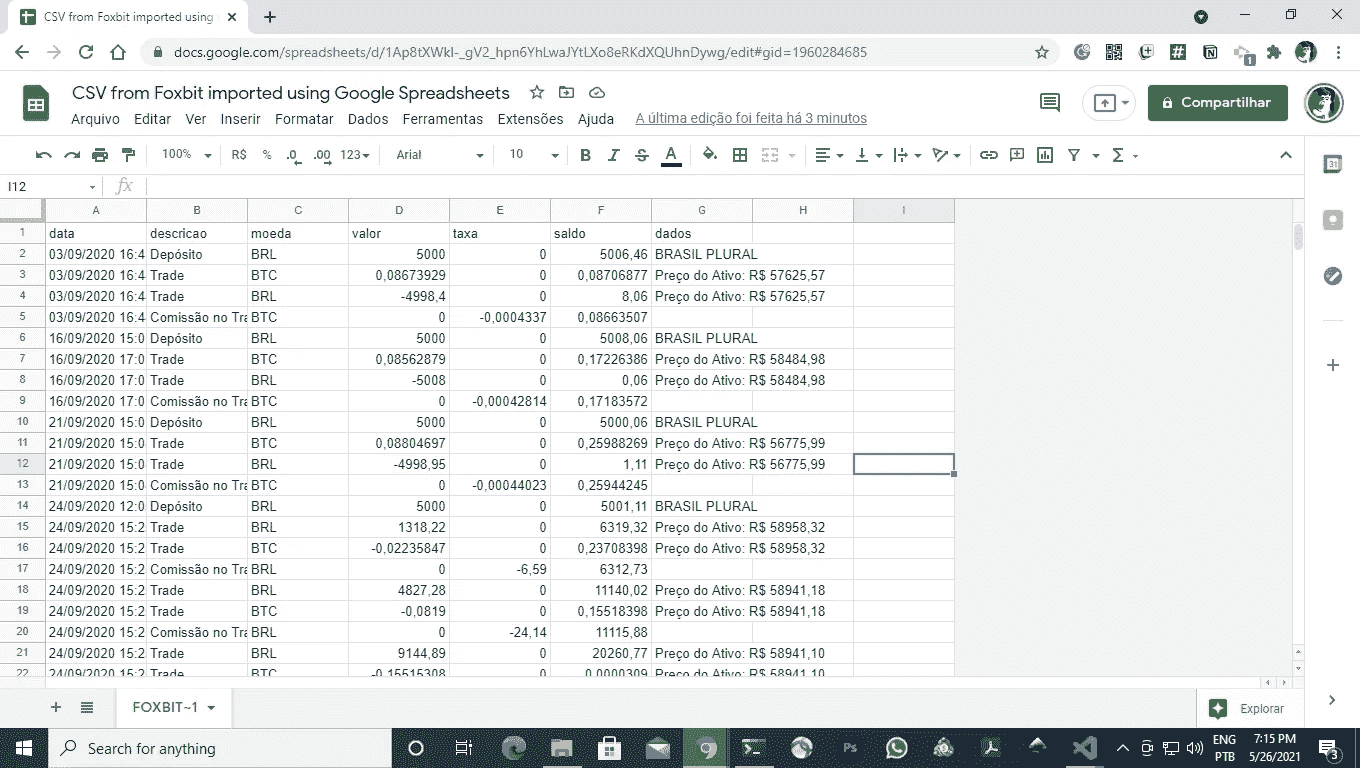 CSV from Foxbit imported using
docs.google.com/spreadsheets/d/1Ap8tXWkI-_gV2_hpn6YhLwaJYtLXo8eRKdXQUhnDywg/edit#gid=1960284685
CSV from Foxbit imported using Google Spreadsheets
Compartilhar
Arquivo Editar Ver Inserir Formatar Dados Ferramentas Extensões Ajuda A última edição foi feita há 3 minutos
100% R$ % .0 .00 123 Arial 10 B I S A
31
I12 fx
A B C D E F G H I
1 data descricao moeda valor taxa saldo dados
2 03/09/2020 16:4 Depósito BRL 5000 0 5006,46 BRASIL PLURAL
3 03/09/2020 16:4 Trade BTC 0,08673929 0 0,08706877 Preço do Ativo: R$ 57625,57
4 03/09/2020 16:4 Trade BRL -4998,4 0 8,06 Preço do Ativo: R$ 57625,57
5 03/09/2020 16:4 Comissão no Tra BTC 0 -0,0004337 0,08663507
6 16/09/2020 15:0 Depósito BRL 5000 0 5008,06 BRASIL PLURAL
7 16/09/2020 17:0 Trade BTC 0,08562879 0 0,17226386 Preço do Ativo: R$ 58484,98
8 16/09/2020 17:0 Trade BRL -5008 0 0,06 Preço do Ativo: R$ 58484,98
9 16/09/2020 17:0 Comissão no Tra BTC 0 -0,00042814 0,17183572
10 21/09/2020 15:0 Depósito BRL 5000 0 5000,06 BRASIL PLURAL
11 21/09/2020 15:0 Trade BTC 0,08804697 0 0,25988269 Preço do Ativo: R$ 56775,99
12 21/09/2020 15:0 Trade BRL -4998,95 0 1,11 Preço do Ativo: R$ 56775,99
13 21/09/2020 15:0 Comissão no Tra BTC 0 -0,00044023 0,25944245
14 24/09/2020 12:0 Depósito BRL 5000 0 5001,11 BRASIL PLURAL
15 24/09/2020 15:2 Trade BRL 1318,22 0 6319,32 Preço do Ativo: R$ 58958,32
16 24/09/2020 15:2 Trade BTC -0,02235847 0 0,23708398 Preço do Ativo: R$ 58958,32
17 24/09/2020 15:2 Comissão no Tra BRL 0 -6,59 6312,73
18 24/09/2020 15:2 Trade BRL 4827,28 0 11140,02 Preço do Ativo: R$ 58941,18
19 24/09/2020 15:2 Trade BTC -0,0819 0 0,15518398 Preço do Ativo: R$ 58941,18
20 24/09/2020 15:2 Comissão no Tra BRL 0 -24,14 11115,88
21 24/09/2020 15:2 Trade BRL 9144,89 0 20260,77 Preço do Ativo: R$ 58941,10
22 24/09/2020 15:2 Trade BTC -0,15515308 0 0,0000309 Preço do Ativo: R$ 58941,10
FOXBIT~1
Explorar
Search for anything
Ps
ENG
PTB
7:15 PM
5/26/2021
3